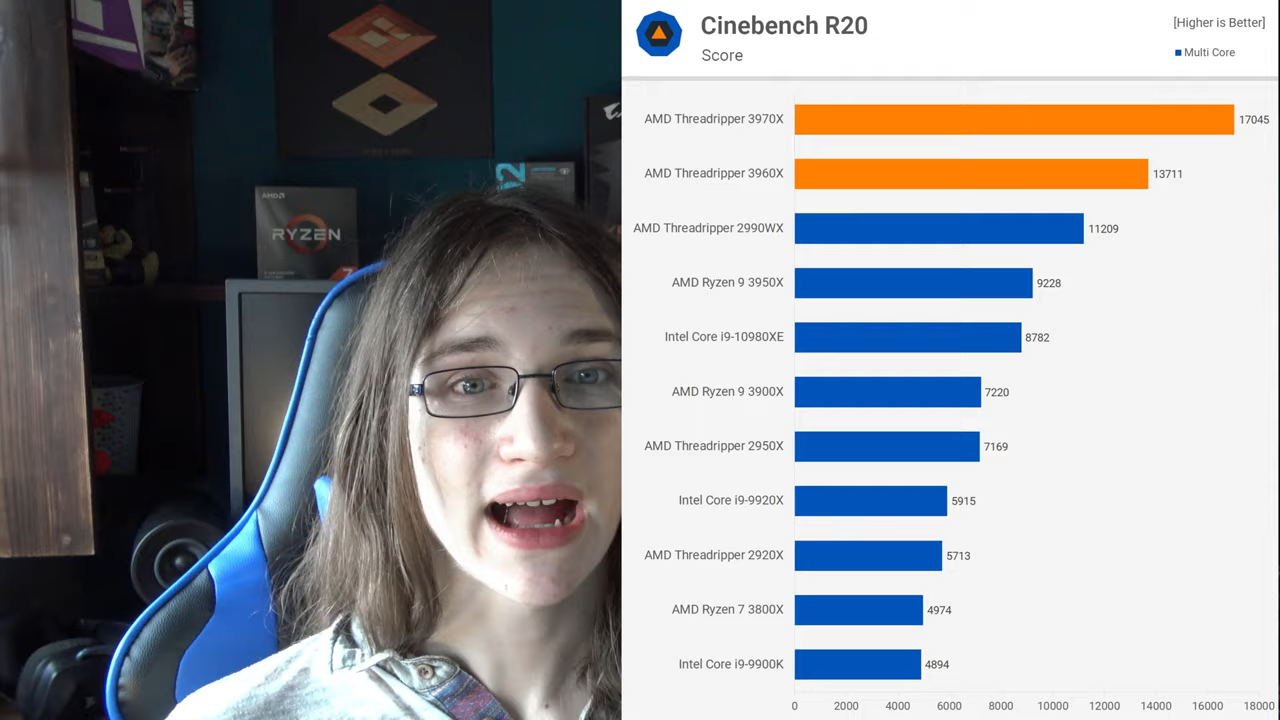 AMD
RYZEN
7
Cinebench R20
Score
[Higher is Better]
Multi Core
AMD Threadripper 3970X 17045
AMD Threadripper 3960X 13711
AMD Threadripper 2990WX 11209
AMD Ryzen 9 3950X 9228
Intel Core i9-10980XE 8782
AMD Ryzen 9 3900X 7220
AMD Threadripper 2950X 7169
Intel Core i9-9920X 5915
AMD Threadripper 2920X 5713
AMD Ryzen 7 3800X 4974
Intel Core i9-9900K 4894
0 2000 4000 6000 8000 10000 12000 14000 16000 18000